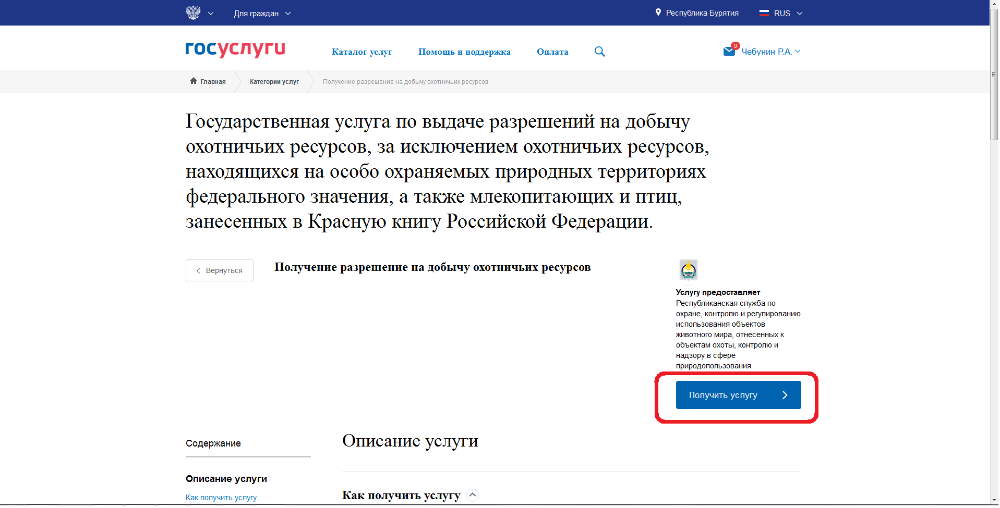 Для граждан
Республика Бурятия
RUS
госуслуги
Каталог услуг
Помощь и поддержка
Оплата
9
Чебунин Р.А.
Главная
Категории услуг
Получение разрешение на добычу охотничьих ресурсов
Государственная услуга по выдаче разрешений на добычу
охотничьих ресурсов, за исключением охотничьих ресурсов,
находящихся на особо охраняемых природных территориях
федерального значения, а также млекопитающих и птиц,
занесенных в Красную книгу Российской Федерации.
Вернуться
Получение разрешение на добычу охотничьих ресурсов
Услугу предоставляет
Республиканская служба по
охране, контролю и регулированию
использования объектов
животного мира, отнесенных к
объектам охоты, контролю и
надзору в сфере
природопользования
Получить услугу
Содержание
Описание услуги
Как получить услугу
Описание услуги
Как получить услугу